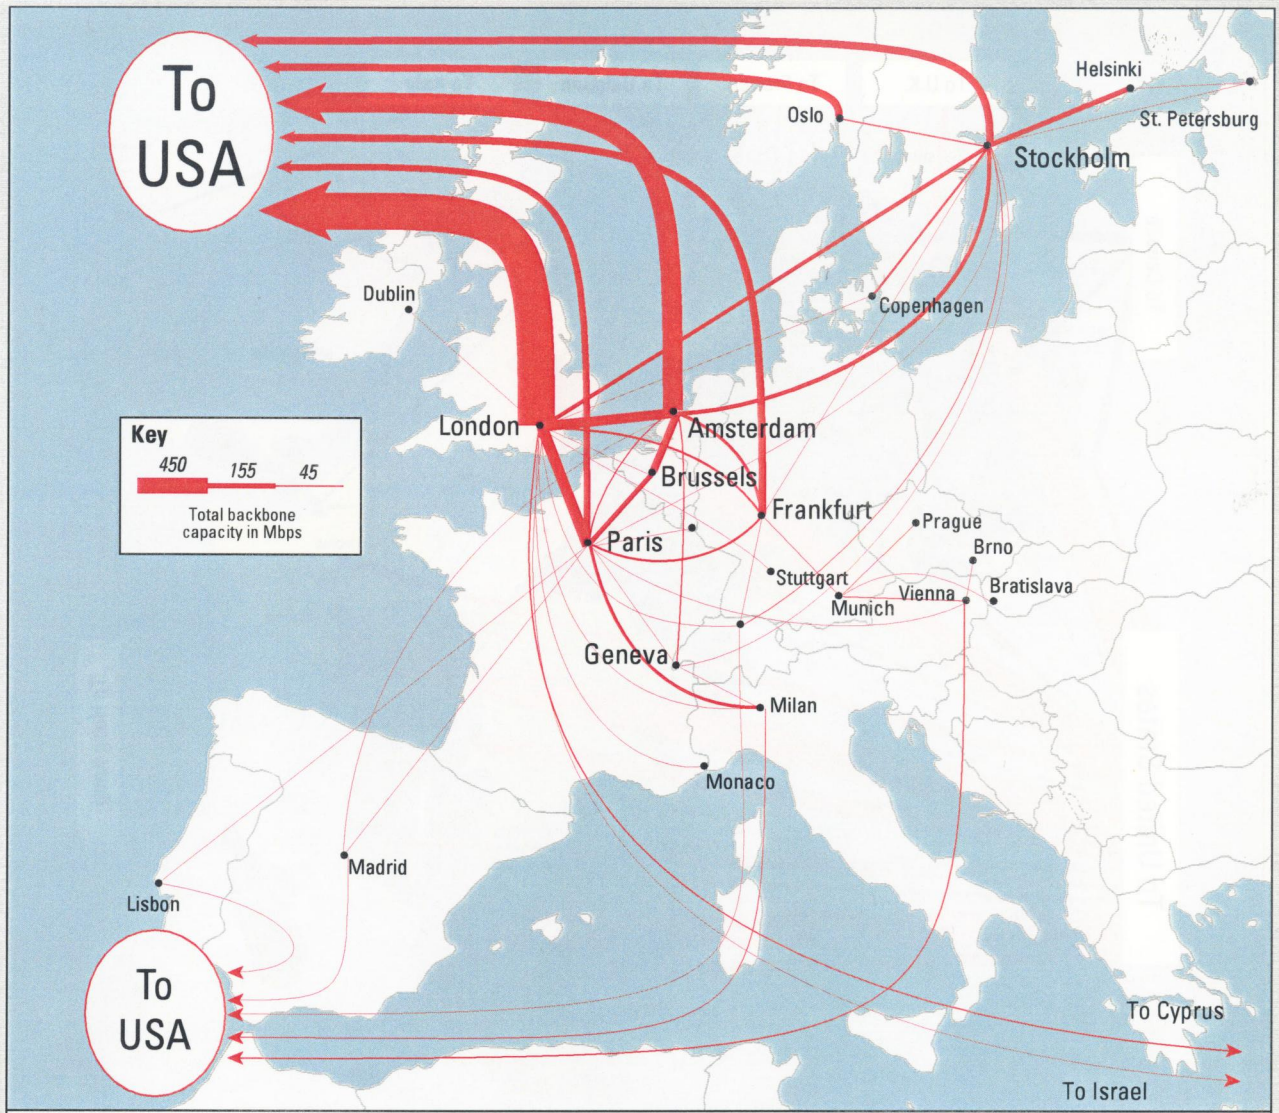 To
USA
Helsinki
Oslo
St. Petersburg
Stockholm
Dublin
Copenhagen
London
Amsterdam
Key
450 155 45
Total backbone
capacity in Mbps
Brussels
Frankfurt
Paris
Prague
Brno
Stuttgart
Munich
Vienna
Bratislava
Geneva
Milan
Monaco
Madrid
Lisbon
To
USA
To Cyprus
To Israel